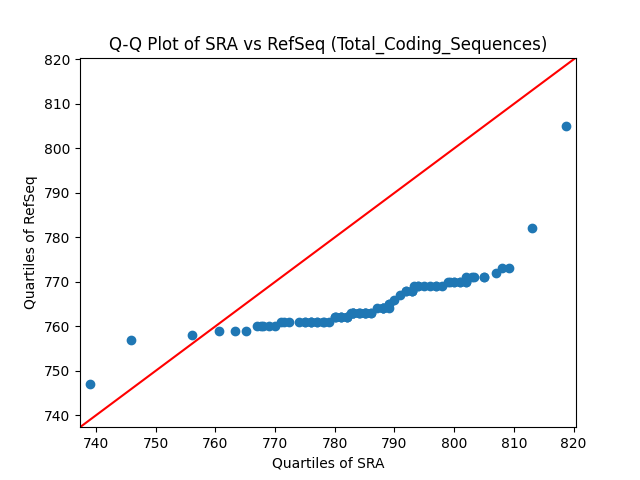 Q-Q Plot of SRA vs RefSeq (Total_Coding_Sequences)
820
810
800
790
780
770
760
750
740
Quartiles of RefSeq
740 750 760 770 780 790 800 810 820
Quartiles of SRA